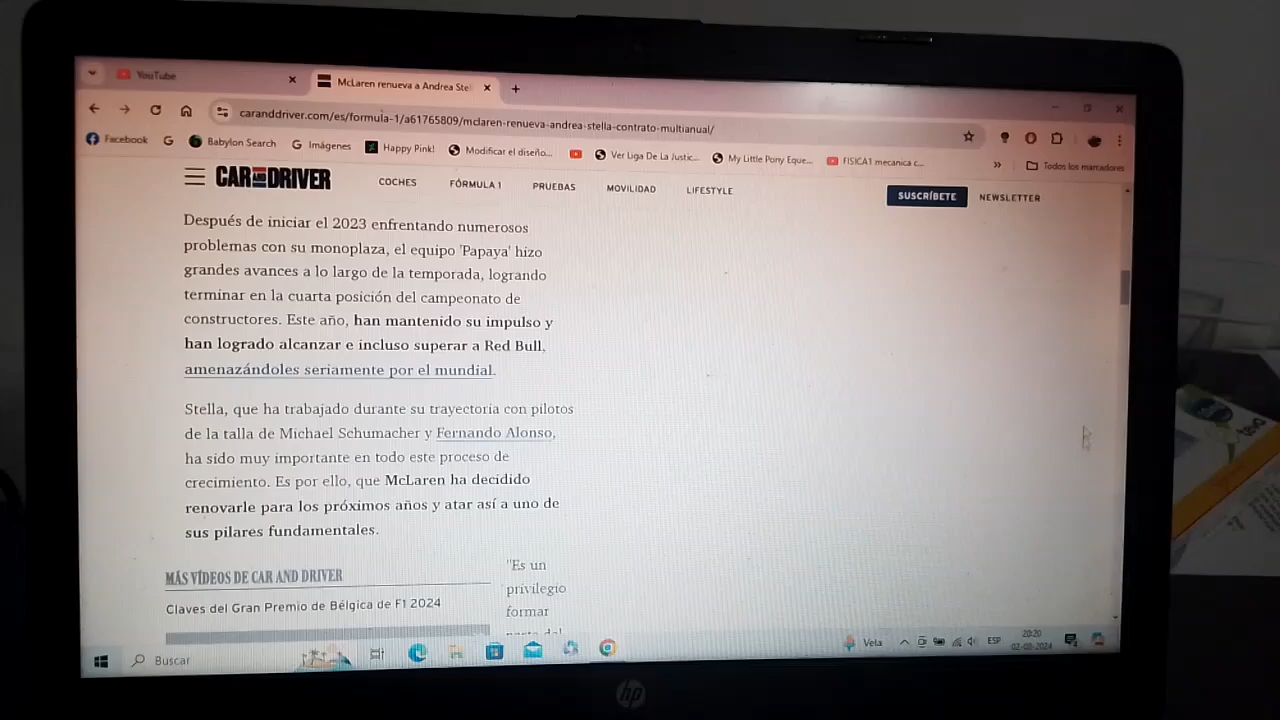 YouTube
McLaren renueva a Andrea Stel
caranddriver.com/es/formula-1/a61765809/mclaren-renueva-andrea-stella-contrato-multianual/
Facebook
Babylon Search
Imágenes
Happy Pink!
Modificar el diseño...
Ver Liga De La Justic...
My Little Pony Eque...
FISICA1 mecanica c...
Todos los marcadores
CAR AND DRIVER
COCHES
FÓRMULA 1
PRUEBAS
MOVILIDAD
LIFESTYLE
SUSCRÍBETE
NEWSLETTER
Después de iniciar el 2023 enfrentando numerosos
problemas con su monoplaza, el equipo 'Papaya' hizo
grandes avances a lo largo de la temporada, logrando
terminar en la cuarta posición del campeonato de
constructores. Este año, han mantenido su impulso y
han logrado alcanzar e incluso superar a Red Bull,
amenazándoles seriamente por el mundial.
Stella, que ha trabajado durante su trayectoria con pilotos
de la talla de Michael Schumacher y Fernando Alonso,
ha sido muy importante en todo este proceso de
crecimiento. Es por ello, que McLaren ha decidido
renovarle para los próximos años y atar así a uno de
sus pilares fundamentales.
MÁS VÍDEOS DE CAR AND DRIVER
Claves del Gran Premio de Bélgica de F1 2024
"Es un
privilegio
formar
Buscar
Vela
ESP
20:20
02-08-2024
hp
teva